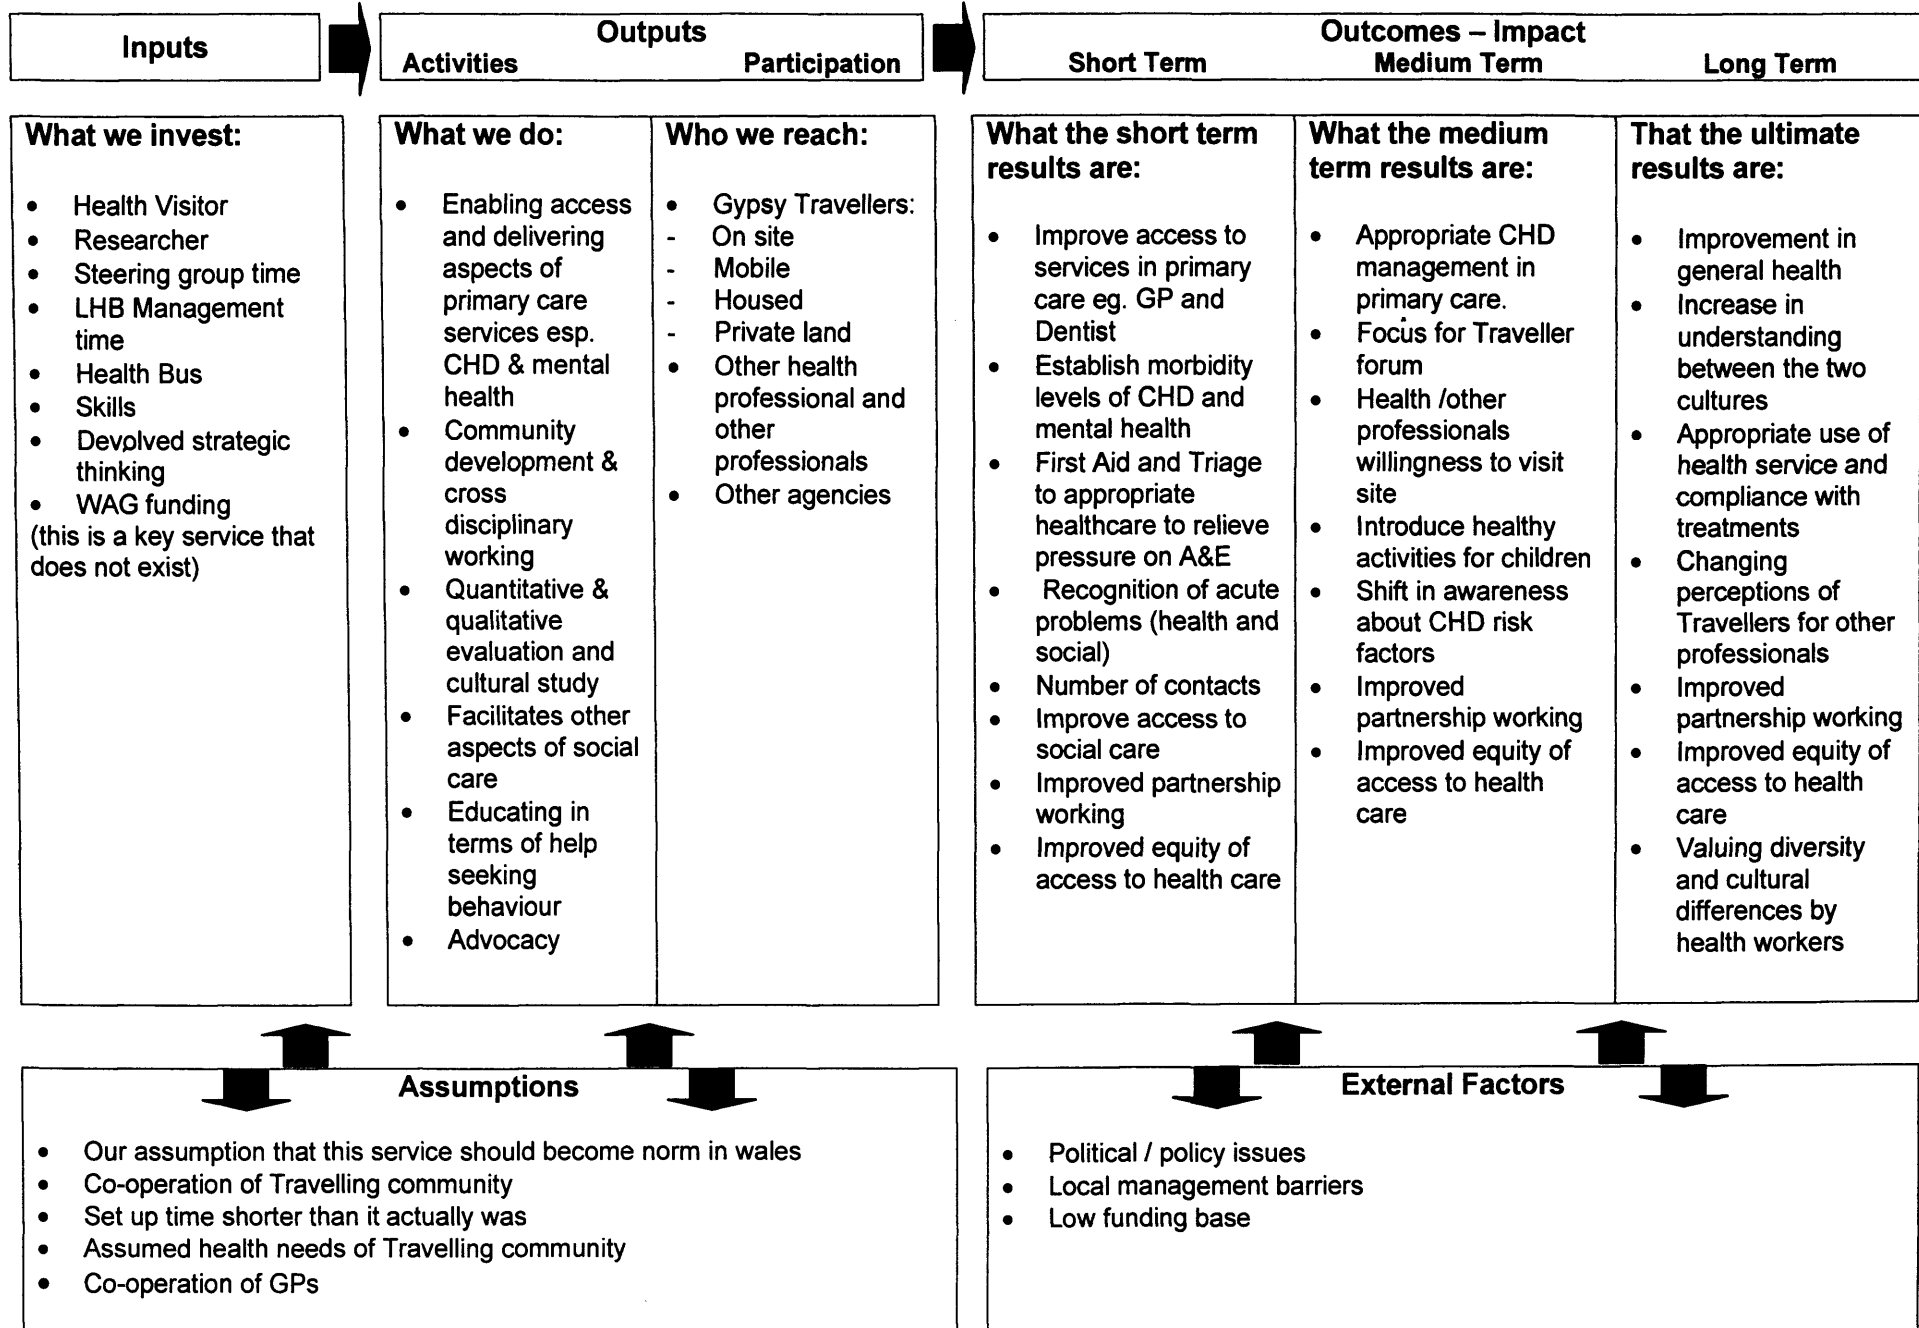 Inputs
Outputs
Activities
Participation
Outcomes – Impact
Short Term
Medium Term
Long Term
What we invest:
• Health Visitor
• Researcher
• Steering group time
• LHB Management
time
• Health Bus
• Skills
• Devolved strategic
thinking
• WAG funding
(this is a key service that
does not exist)
What we do:
• Enabling access
and delivering
aspects of
primary care
services esp.
CHD & mental
health
• Community
development &
cross
disciplinary
working
• Quantitative &
qualitative
evaluation and
cultural study
• Facilitates other
aspects of social
care
• Educating in
terms of help
seeking
behaviour
• Advocacy
Who we reach:
• Gypsy Travellers:
- On site
- Mobile
- Housed
- Private land
• Other health
professional and
other
professionals
• Other agencies
What the short term
results are:
• Improve access to
services in primary
care eg. GP and
Dentist
• Establish morbidity
levels of CHD and
mental health
• First Aid and Triage
to appropriate
healthcare to relieve
pressure on A&E
• Recognition of acute
problems (health and
social)
• Number of contacts
• Improve access to
social care
• Improved partnership
working
• Improved equity of
access to health care
What the medium
term results are:
• Appropriate CHD
management in
primary care.
• Focus for Traveller
forum
• Health /other
professionals
willingness to visit
site
• Introduce healthy
activities for children
• Shift in awareness
about CHD risk
factors
• Improved
partnership working
• Improved equity of
access to health
care
That the ultimate
results are:
• Improvement in
general health
• Increase in
understanding
between the two
cultures
• Appropriate use of
health service and
compliance with
treatments
• Changing
perceptions of
Travellers for other
professionals
• Improved
partnership working
• Improved equity of
access to health
care
• Valuing diversity
and cultural
differences by
health workers
Assumptions
• Our assumption that this service should become norm in wales
• Co-operation of Travelling community
• Set up time shorter than it actually was
• Assumed health needs of Travelling community
• Co-operation of GPs
External Factors
• Political / policy issues
• Local management barriers
• Low funding base